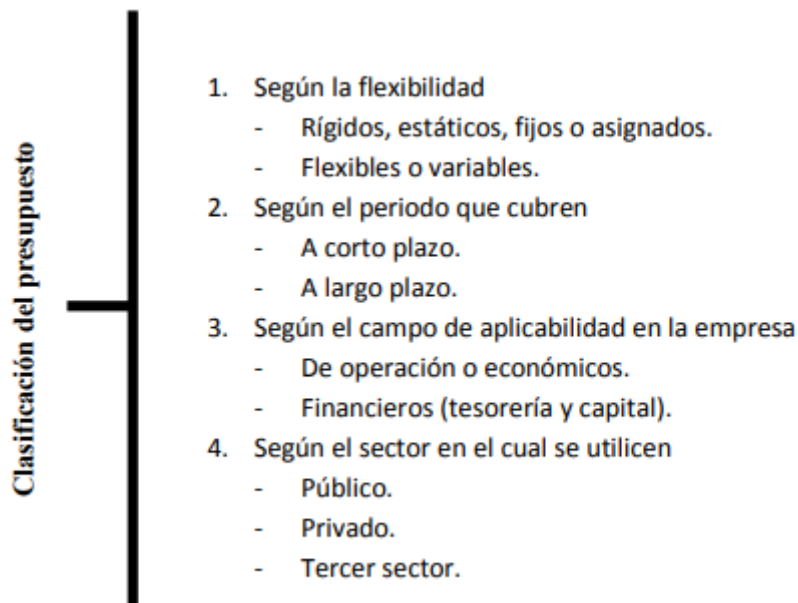 Clasificación del presupuesto
1. Según la flexibilidad
- Rígidos, estáticos, fijos o asignados.
- Flexibles o variables.
2. Según el periodo que cubren
- A corto plazo.
- A largo plazo.
3. Según el campo de aplicabilidad en la empresa
- De operación o económicos.
- Financieros (tesorería y capital).
4. Según el sector en el cual se utilicen
- Público.
- Privado.
- Tercer sector.